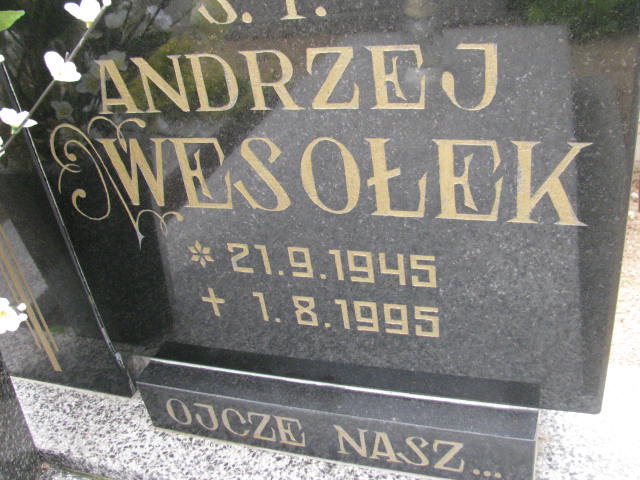 Ś. P.
ANDRZEJ
WESOŁEK
* 21.9.1945
+ 1.8.1995
OJCZE NASZ...